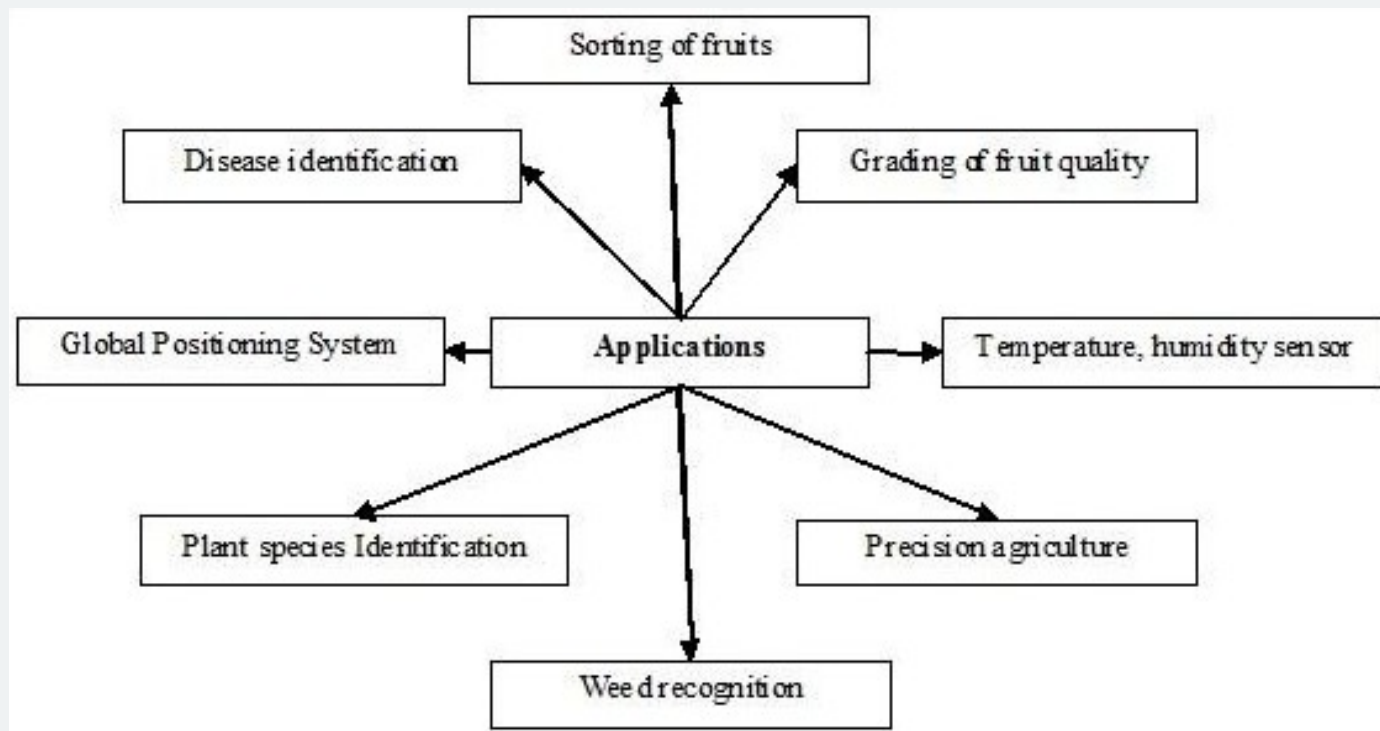 Sorting of fruits
Disease identification
Grading of fruit quality
Global Positioning System
Applications
Temperature, humidity sensor
Plant species Identification
Precision agriculture
Weed recognition